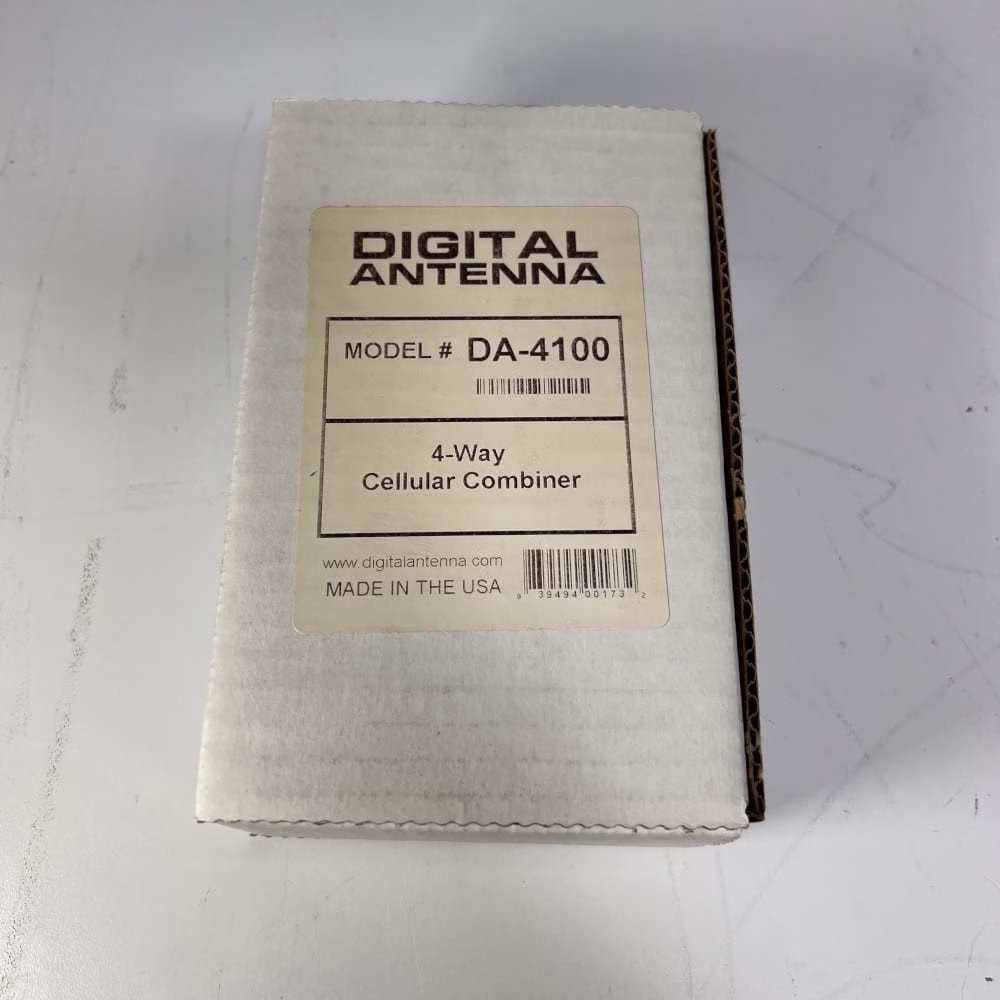 DIGITAL
ANTENNA
MODEL # DA-4100
4-Way
Cellular Combiner
www.digitalantenna.com
MADE IN THE USA
8 39494 00173 2